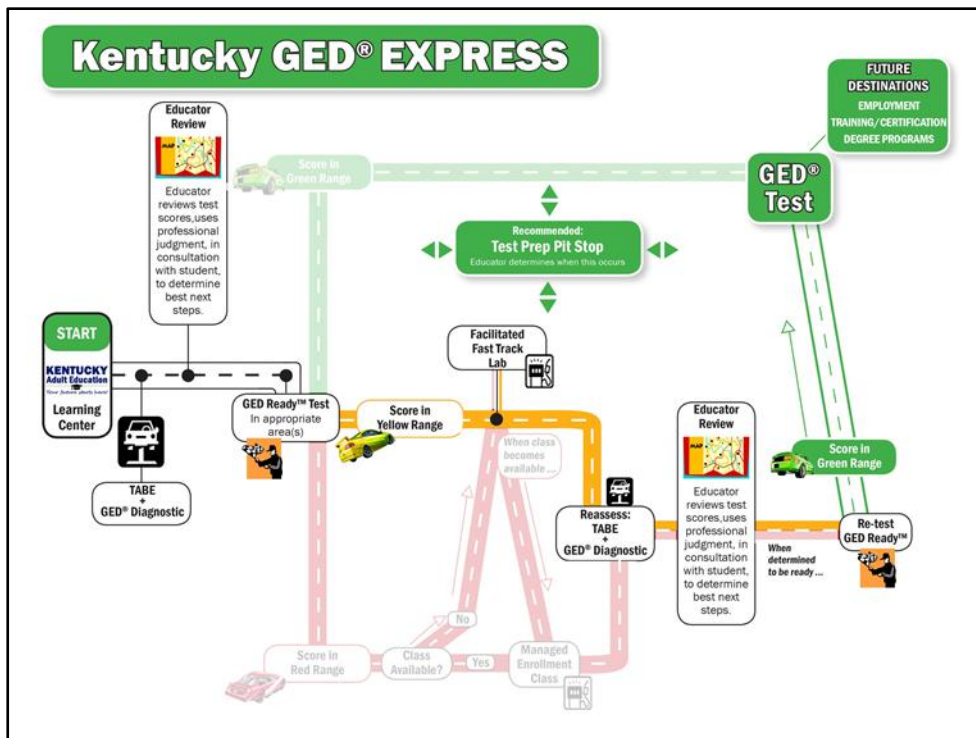 Kentucky GED® EXPRESS
FUTURE
DESTINATIONS
EMPLOYMENT
TRAINING/CERTIFICATION
DEGREE PROGRAMS
Educator
Review
MAP
Educator
reviews test
scores,uses
professional
judgment, in
consultation
with student,
to determine
best next
steps.
Score in
Green Range
GED®
Test
Recommended:
Test Prep Pit Stop
Educator determines when this occurs
START
KENTUCKY
Adult Education
Learning
Center
TABE
+
GED® Diagnostic
GED Ready™ Test
In appropriate
area(s)
Score in
Yellow Range
Facilitated
Fast Track
Lab
When class
becomes
available ...
Reassess:
TABE
+
GED® Diagnostic
Educator
Review
MAP
Educator
reviews test
scores,uses
professional
judgment, in
consultation
with student,
to determine
best next
steps.
Score in
Green Range
Re-test
GED Ready™
When
determined
to be ready ...
Score in
Red Range
Class
Available?
No
Yes
Managed
Enrollment
Class